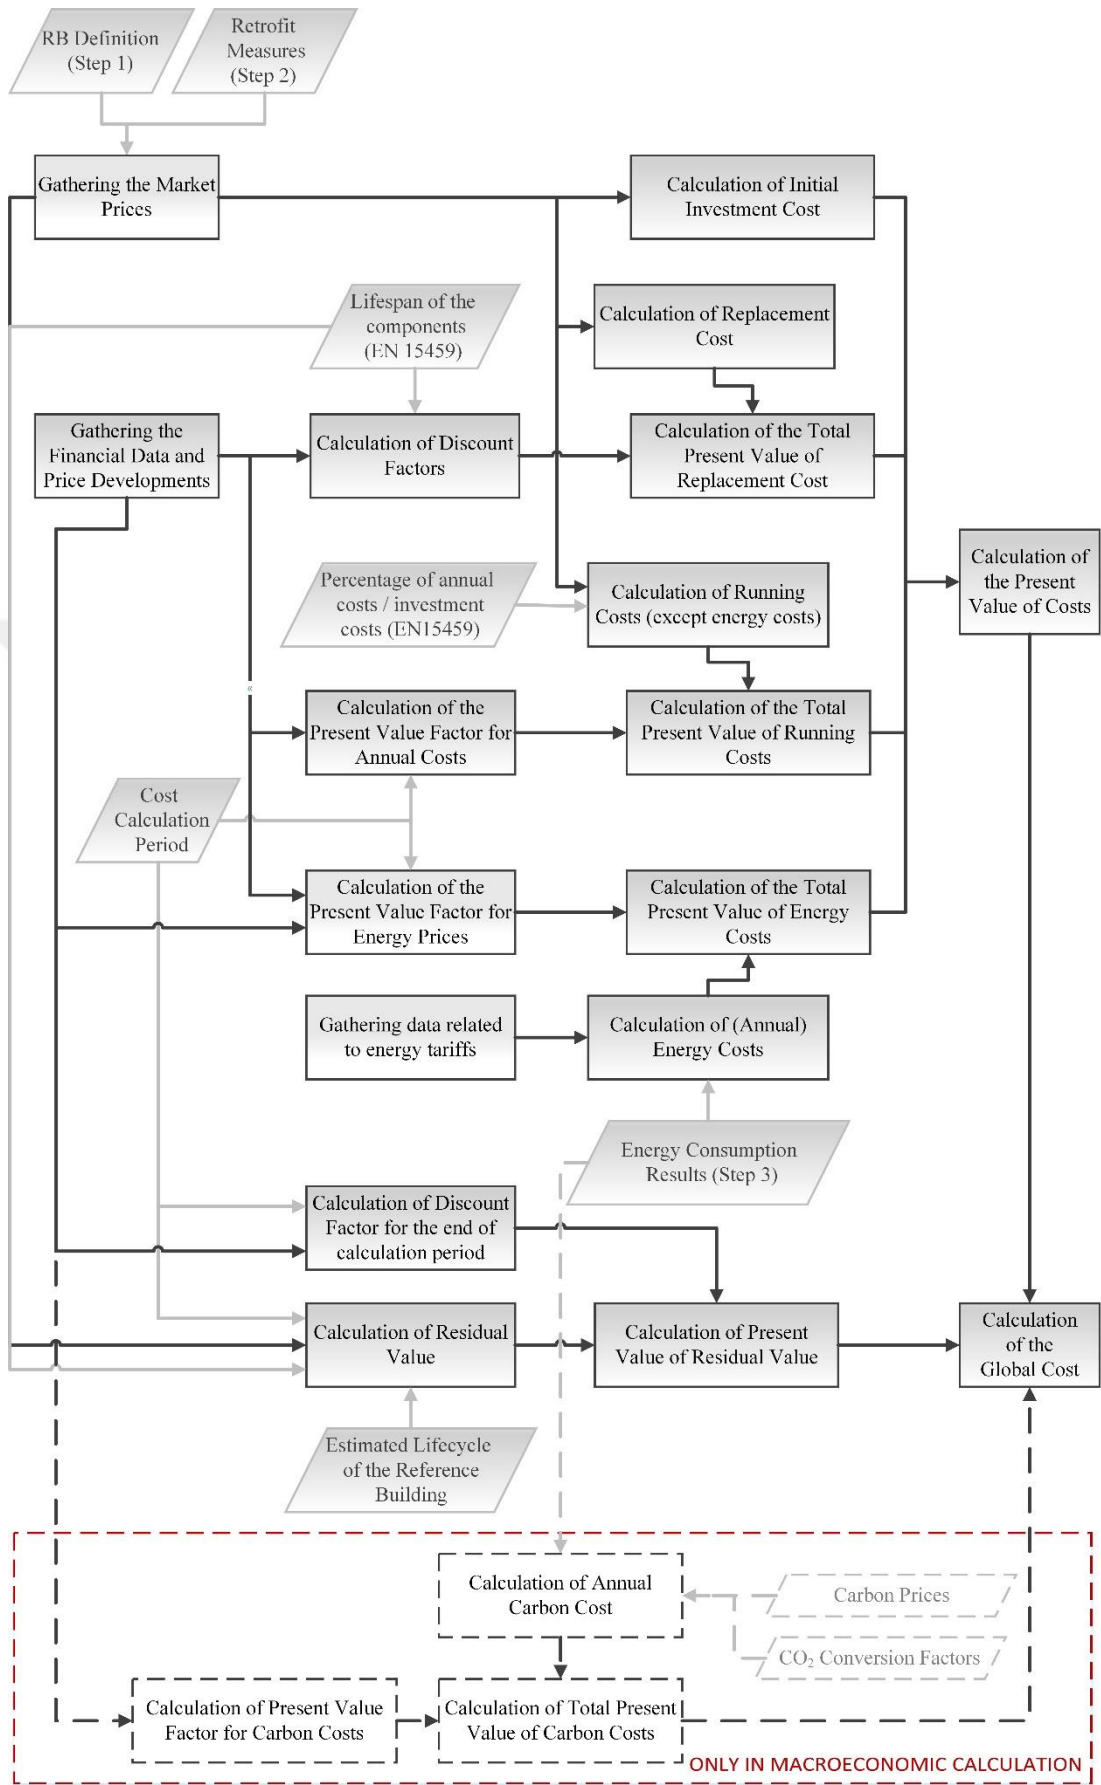 RB Definition
(Step 1)
Retrofit
Measures
(Step 2)
Gathering the Market
Prices
Calculation of Initial
Investment Cost
Lifespan of the
components
(EN 15459)
Calculation of Replacement
Cost
Gathering the
Financial Data and
Price Developments
Calculation of Discount
Factors
Calculation of the Total
Present Value of
Replacement Cost
Calculation of
the Present
Value of Costs
Percentage of annual
costs / investment
costs (EN15459)
Calculation of Running
Costs (except energy costs)
«
Calculation of the
Present Value Factor for
Annual Costs
Calculation of the Total
Present Value of Running
Costs
Cost
Calculation
Period
Calculation of the
Present Value Factor for
Energy Prices
Calculation of the Total
Present Value of Energy
Costs
Gathering data related
to energy tariffs
Calculation of (Annual)
Energy Costs
Energy Consumption
Results (Step 3)
Calculation of Discount
Factor for the end of
calculation period
Calculation of Residual
Value
Calculation of Present
Value of Residual Value
Calculation
of the
Global Cost
Estimated Lifecycle
of the Reference
Building
Calculation of Annual
Carbon Cost
Carbon Prices
CO₂ Conversion Factors
Calculation of Present Value
Factor for Carbon Costs
Calculation of Total Present
Value of Carbon Costs
ONLY IN MACROECONOMIC CALCULATION